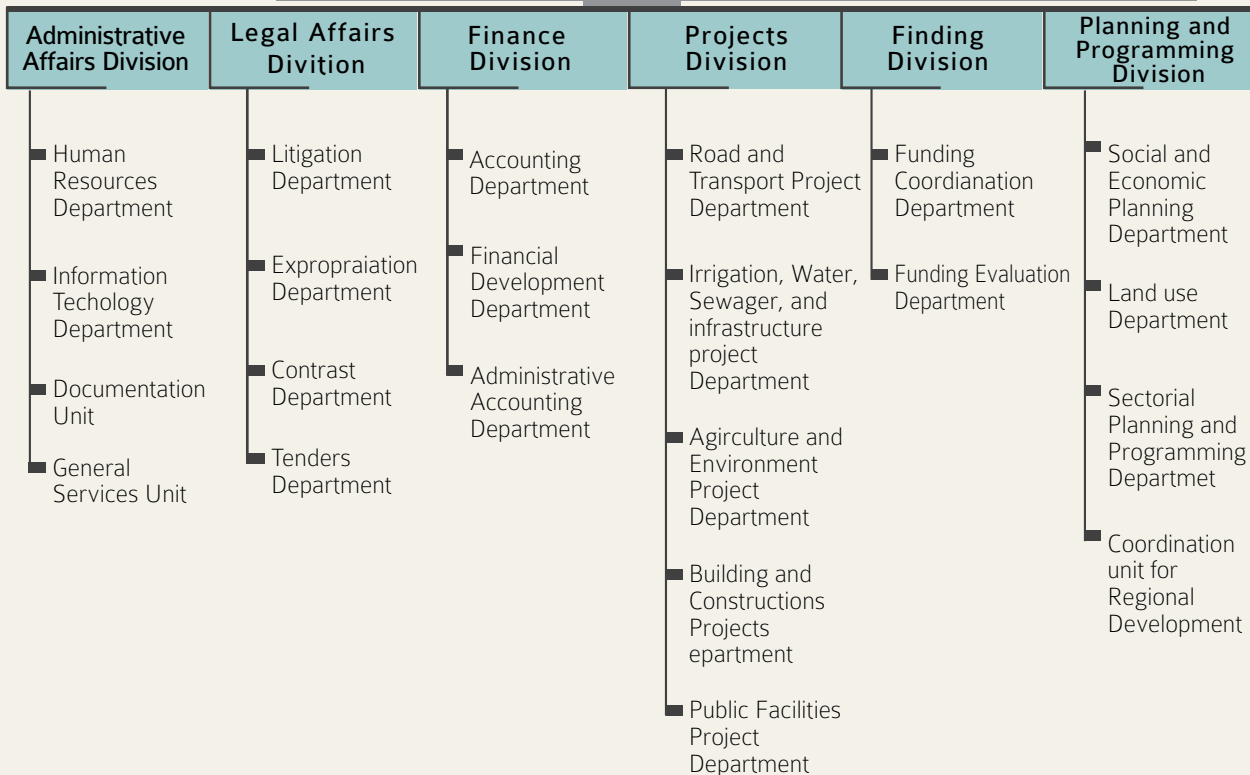 Administrative
Affairs Division
Human
Resources
Department
Information
Techology
Department
Documentation
Unit
General
Services Unit
Legal Affairs
Divition
Litigation
Department
Expropraiation
Department
Contrast
Department
Tenders
Department
Finance
Division
Accounting
Department
Financial
Development
Department
Administrative
Accounting
Department
Projects
Division
Road and
Transport Project
Department
Irrigation, Water,
Sewager, and
infrastructure
project
Department
Agirculture and
Environment
Project
Department
Building and
Constructions
Projects
epartment
Public Facilities
Project
Department
Finding
Division
Funding
Coordianation
Department
Funding Evaluation
Department
Planning and
Programming
Division
Social and
Economic
Planning
Department
Land use
Department
Sectorial
Planning and
Programming
Departmet
Coordination
unit for
Regional
Development